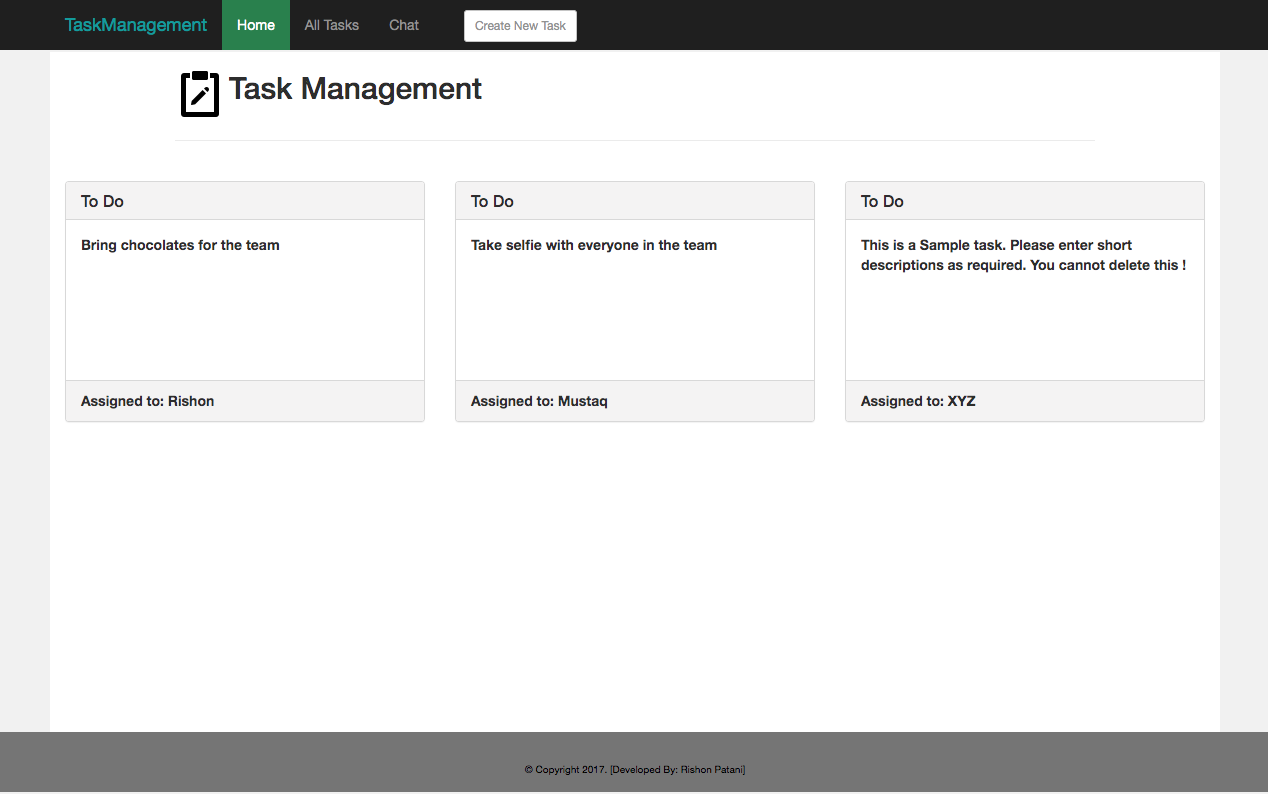 TaskManagement Home All Tasks Chat Create New Task
Task Management
To Do
Bring chocolates for the team
Assigned to: Rishon
To Do
Take selfie with everyone in the team
Assigned to: Mustaq
To Do
This is a Sample task. Please enter short
descriptions as required. You cannot delete this !
Assigned to: XYZ
© Copyright 2017. [Developed By: Rishon Patani]